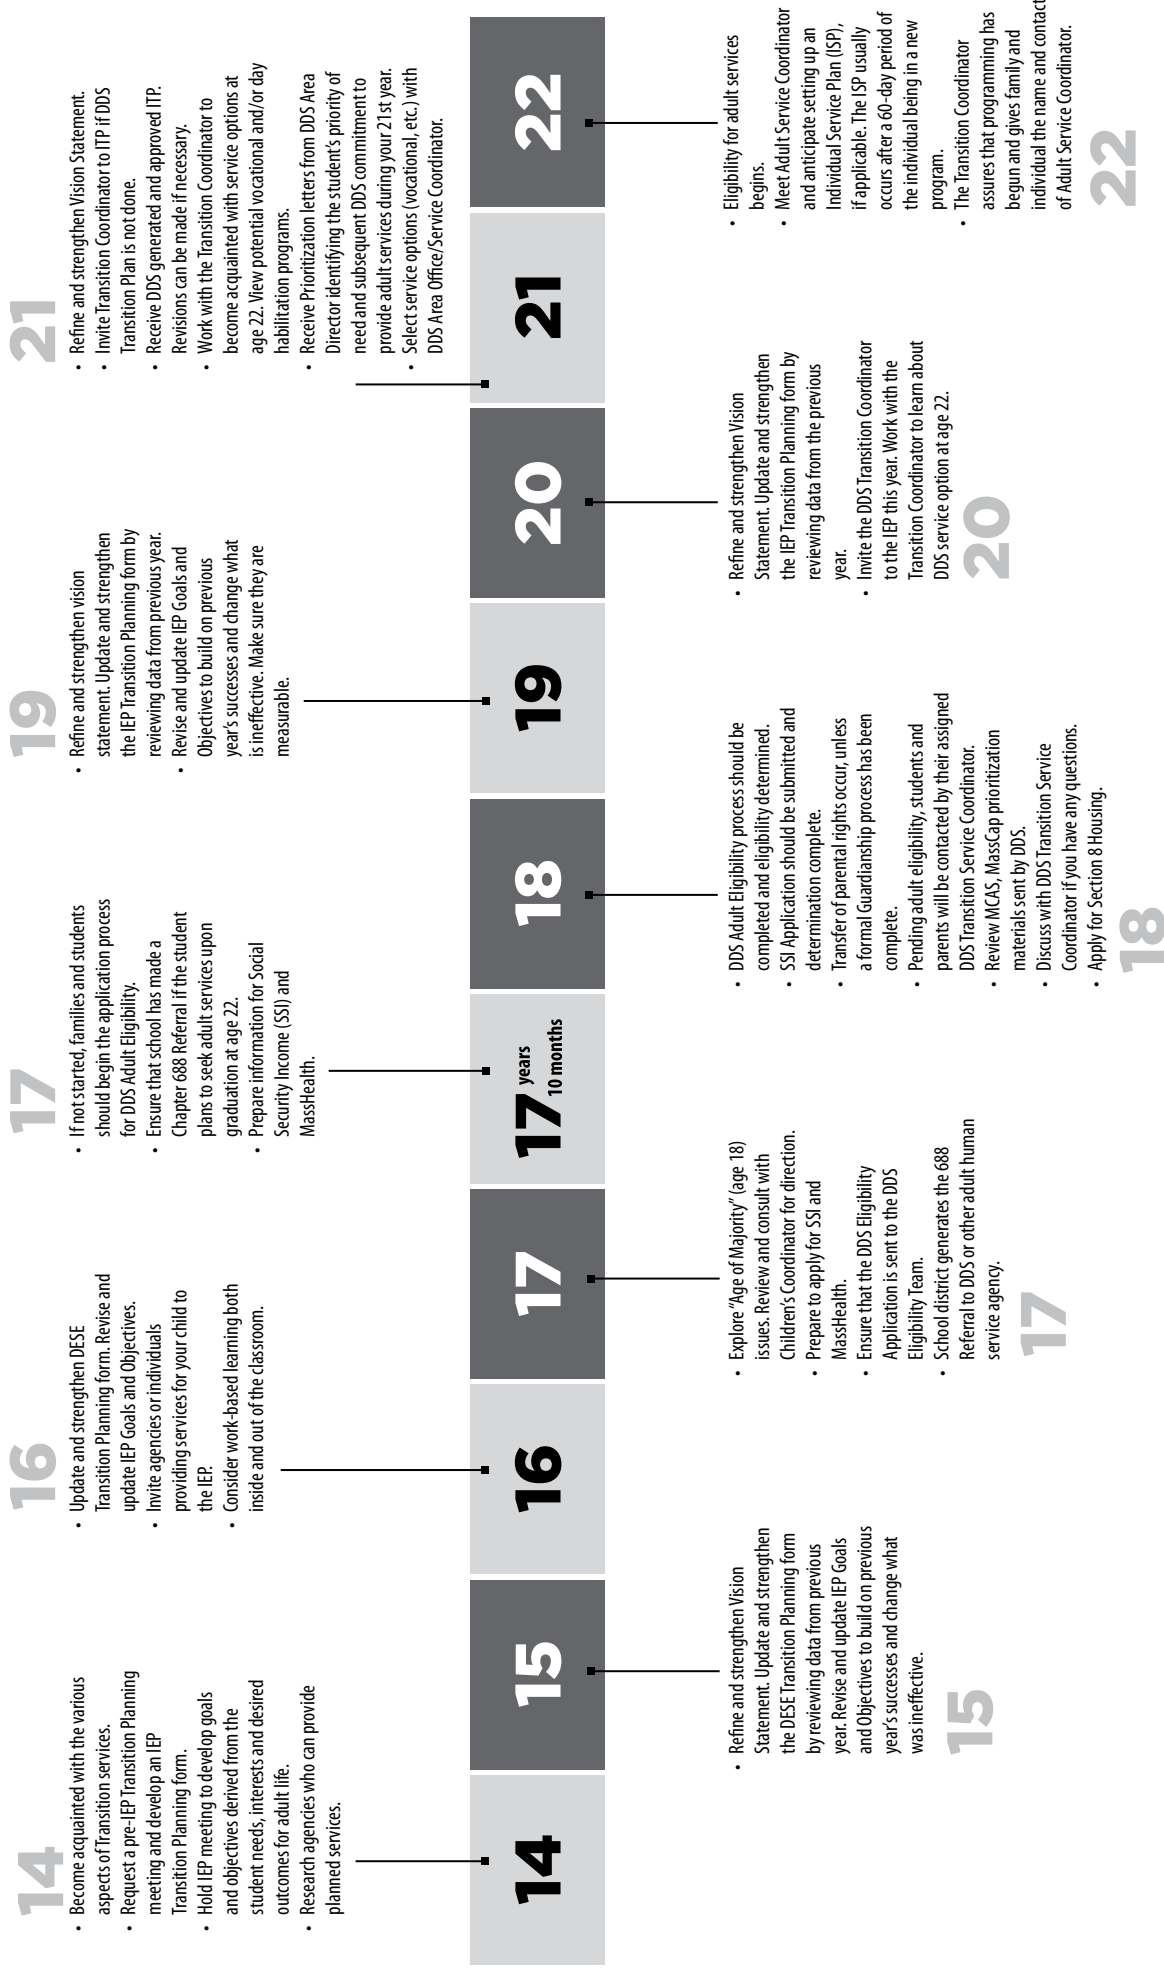 14
• Become acquainted with the various
aspects of Transition services.
• Request a pre-IEP Transition Planning
meeting and develop an IEP
Transition Planning form.
• Hold IEP meeting to develop goals
and objectives derived from the
student needs, interests and desired
outcomes for adult life.
• Research agencies who can provide
planned services.
16
• Update and strengthen DESE
Transition Planning form. Revise and
update IEP Goals and Objectives.
• Invite agencies or individuals
providing services for your child to
the IEP.
• Consider work-based learning both
inside and out of the classroom.
17
• If not started, families and students
should begin the application process
for DDS Adult Eligibility.
• Ensure that school has made a
Chapter 688 Referral if the student
plans to seek adult services upon
graduation at age 22.
• Prepare information for Social
Security Income (SSI) and
MassHealth.
19
• Refine and strengthen vision
statement. Update and strengthen
the IEP Transition Planning form by
reviewing data from previous year.
• Revise and update IEP Goals and
Objectives to build on previous
year's successes and change what
is ineffective. Make sure they are
measurable.
21
• Refine and strengthen Vision Statement.
• Invite Transition Coordinator to ITP if DDS
Transition Plan is not done.
• Receive DDS generated and approved ITP.
Revisions can be made if necessary.
• Work with the Transition Coordinator to
become acquainted with service options at
age 22. View potential vocational and/or day
habilitation programs.
• Receive Prioritization letters from DDS Area
Director identifying the student's priority of
need and subsequent DDS commitment to
provide adult services during your 21st year.
• Select service options (vocational, etc.) with
DDS Area Office/Service Coordinator.
14
15
16
17
17 years
10 months
18
19
20
21
22
• Refine and strengthen Vision
Statement. Update and strengthen
the DESE Transition Planning form
by reviewing data from previous
year. Revise and update IEP Goals
and Objectives to build on previous
year's successes and change what
was ineffective.
15
• Explore "Age of Majority" (age 18)
issues. Review and consult with
Children's Coordinator for direction.
• Prepare to apply for SSI and
MassHealth.
• Ensure that the DDS Eligibility
Application is sent to the DDS
Eligibility Team.
• School district generates the 688
Referral to DDS or other adult human
service agency.
17
• DDS Adult Eligibility process should be
completed and eligibility determined.
• SSI Application should be submitted and
determination complete.
• Transfer of parental rights occur, unless
a formal Guardianship process has been
complete.
• Pending adult eligibility, students and
parents will be contacted by their assigned
DDS Transition Service Coordinator.
• Review MCAS, MassCap prioritization
materials sent by DDS.
• Discuss with DDS Transition Service
Coordinator if you have any questions.
• Apply for Section 8 Housing.
18
• Refine and strengthen Vision
Statement. Update and strengthen
the IEP Transition Planning form by
reviewing data from the previous
year.
• Invite the DDS Transition Coordinator
to the IEP this year. Work with the
Transition Coordinator to learn about
DDS service option at age 22.
20
• Eligibility for adult services
begins.
• Meet Adult Service Coordinator
and anticipate setting up an
Individual Service Plan (ISP),
if applicable. The ISP usually
occurs after a 60-day period of
the individual being in a new
program.
• The Transition Coordinator
assures that programming has
begun and gives family and
individual the name and contact
of Adult Service Coordinator.
22